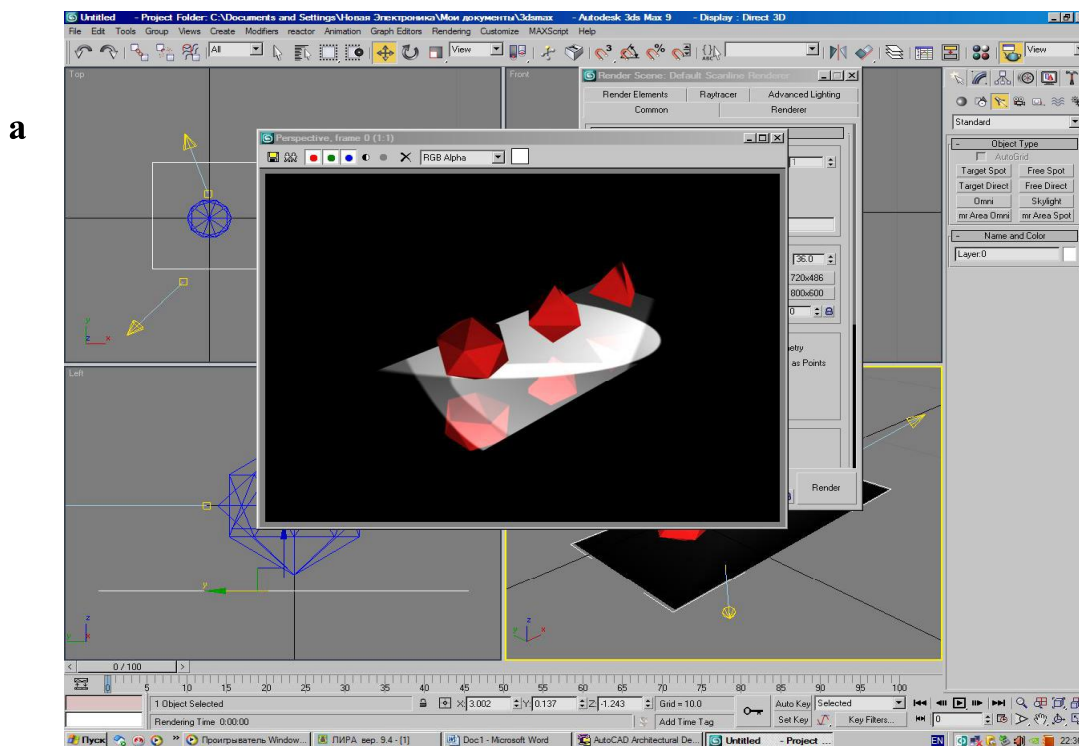 Untitled - Project Folder: C:\Documents and Settings\Новая Электроника\Мои документы\3dsmax - Autodesk 3ds Max 9 - Display : Direct 3D
File Edit Tools Group Views Create Modifiers reactor Animation Graph Editors Rendering Customize MAXScript Help
All View View
a
Top Front
Render Scene: Default Scanline Renderer
Render Elements Raytracer Advanced Lighting
Common Renderer
Perspective, frame 0 (1:1)
RGB Alpha
1
36.0
720x486
800x600
0
as Points
Render
Standard
- Object Type
AutoGrid
Target Spot Free Spot
Target Direct Free Direct
Omni Skylight
mr Area Omni mr Area Spot
- Name and Color
Layer:0
y
z x
Left
y
z
y x
z
y x
< 0 / 100 >
0 5 10 15 20 25 30 35 40 45 50 55 60 65 70 75 80 85 90 95 100
1 Object Selected X: 3.002 Y: 0.137 Z: -1.243 Grid = 10.0 Auto Key Selected
Rendering Time 0:00:00 Add Time Tag Set Key Key Filters... 0
Пуск » Проигрыватель Window... ЛИРА вер. 9.4 - [1] Doc1 - Microsoft Word AutoCAD Architectural De... Untitled - Project ... EN